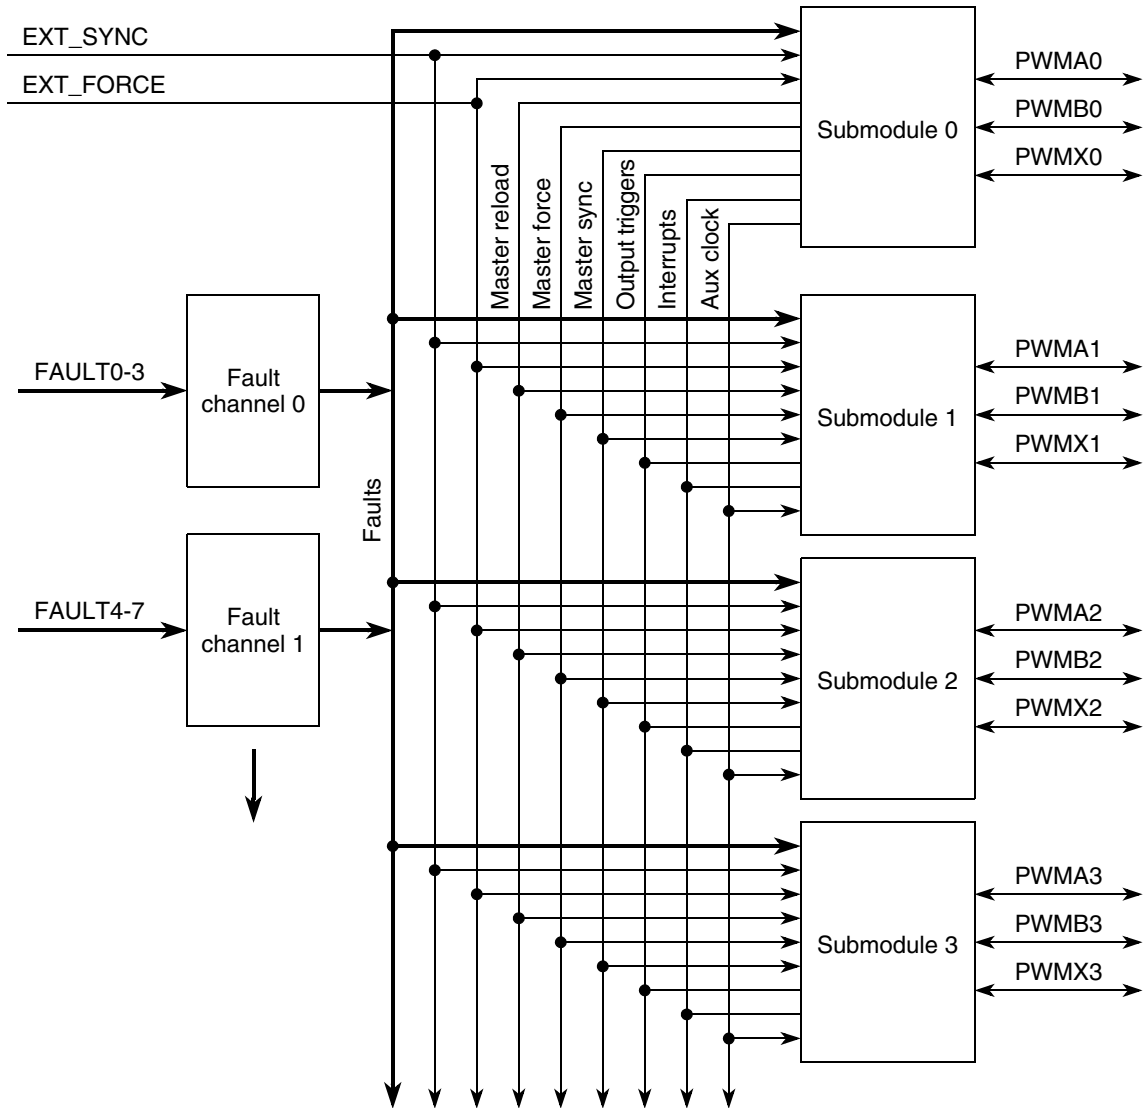 EXT_SYNC
EXT_FORCE
Submodule 0
PWMA0
PWMB0
PWMX0
Master reload
Master force
Master sync
Output triggers
Interrupts
Aux clock
FAULT0-3
Fault
channel 0
Submodule 1
PWMA1
PWMB1
PWMX1
Faults
FAULT4-7
Fault
channel 1
Submodule 2
PWMA2
PWMB2
PWMX2
Submodule 3
PWMA3
PWMB3
PWMX3